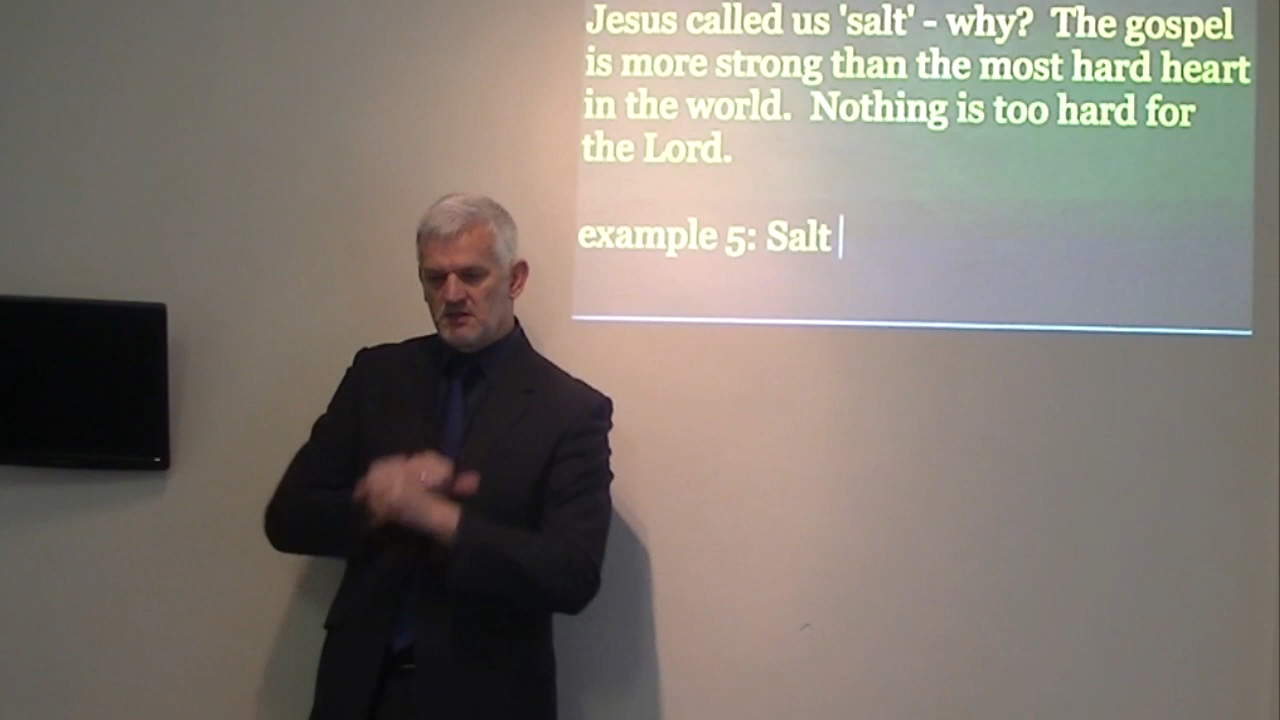 Jesus called us 'salt' - why?  The gospel
is more strong than the most hard heart
in the world.  Nothing is too hard for
the Lord.
example 5: Salt